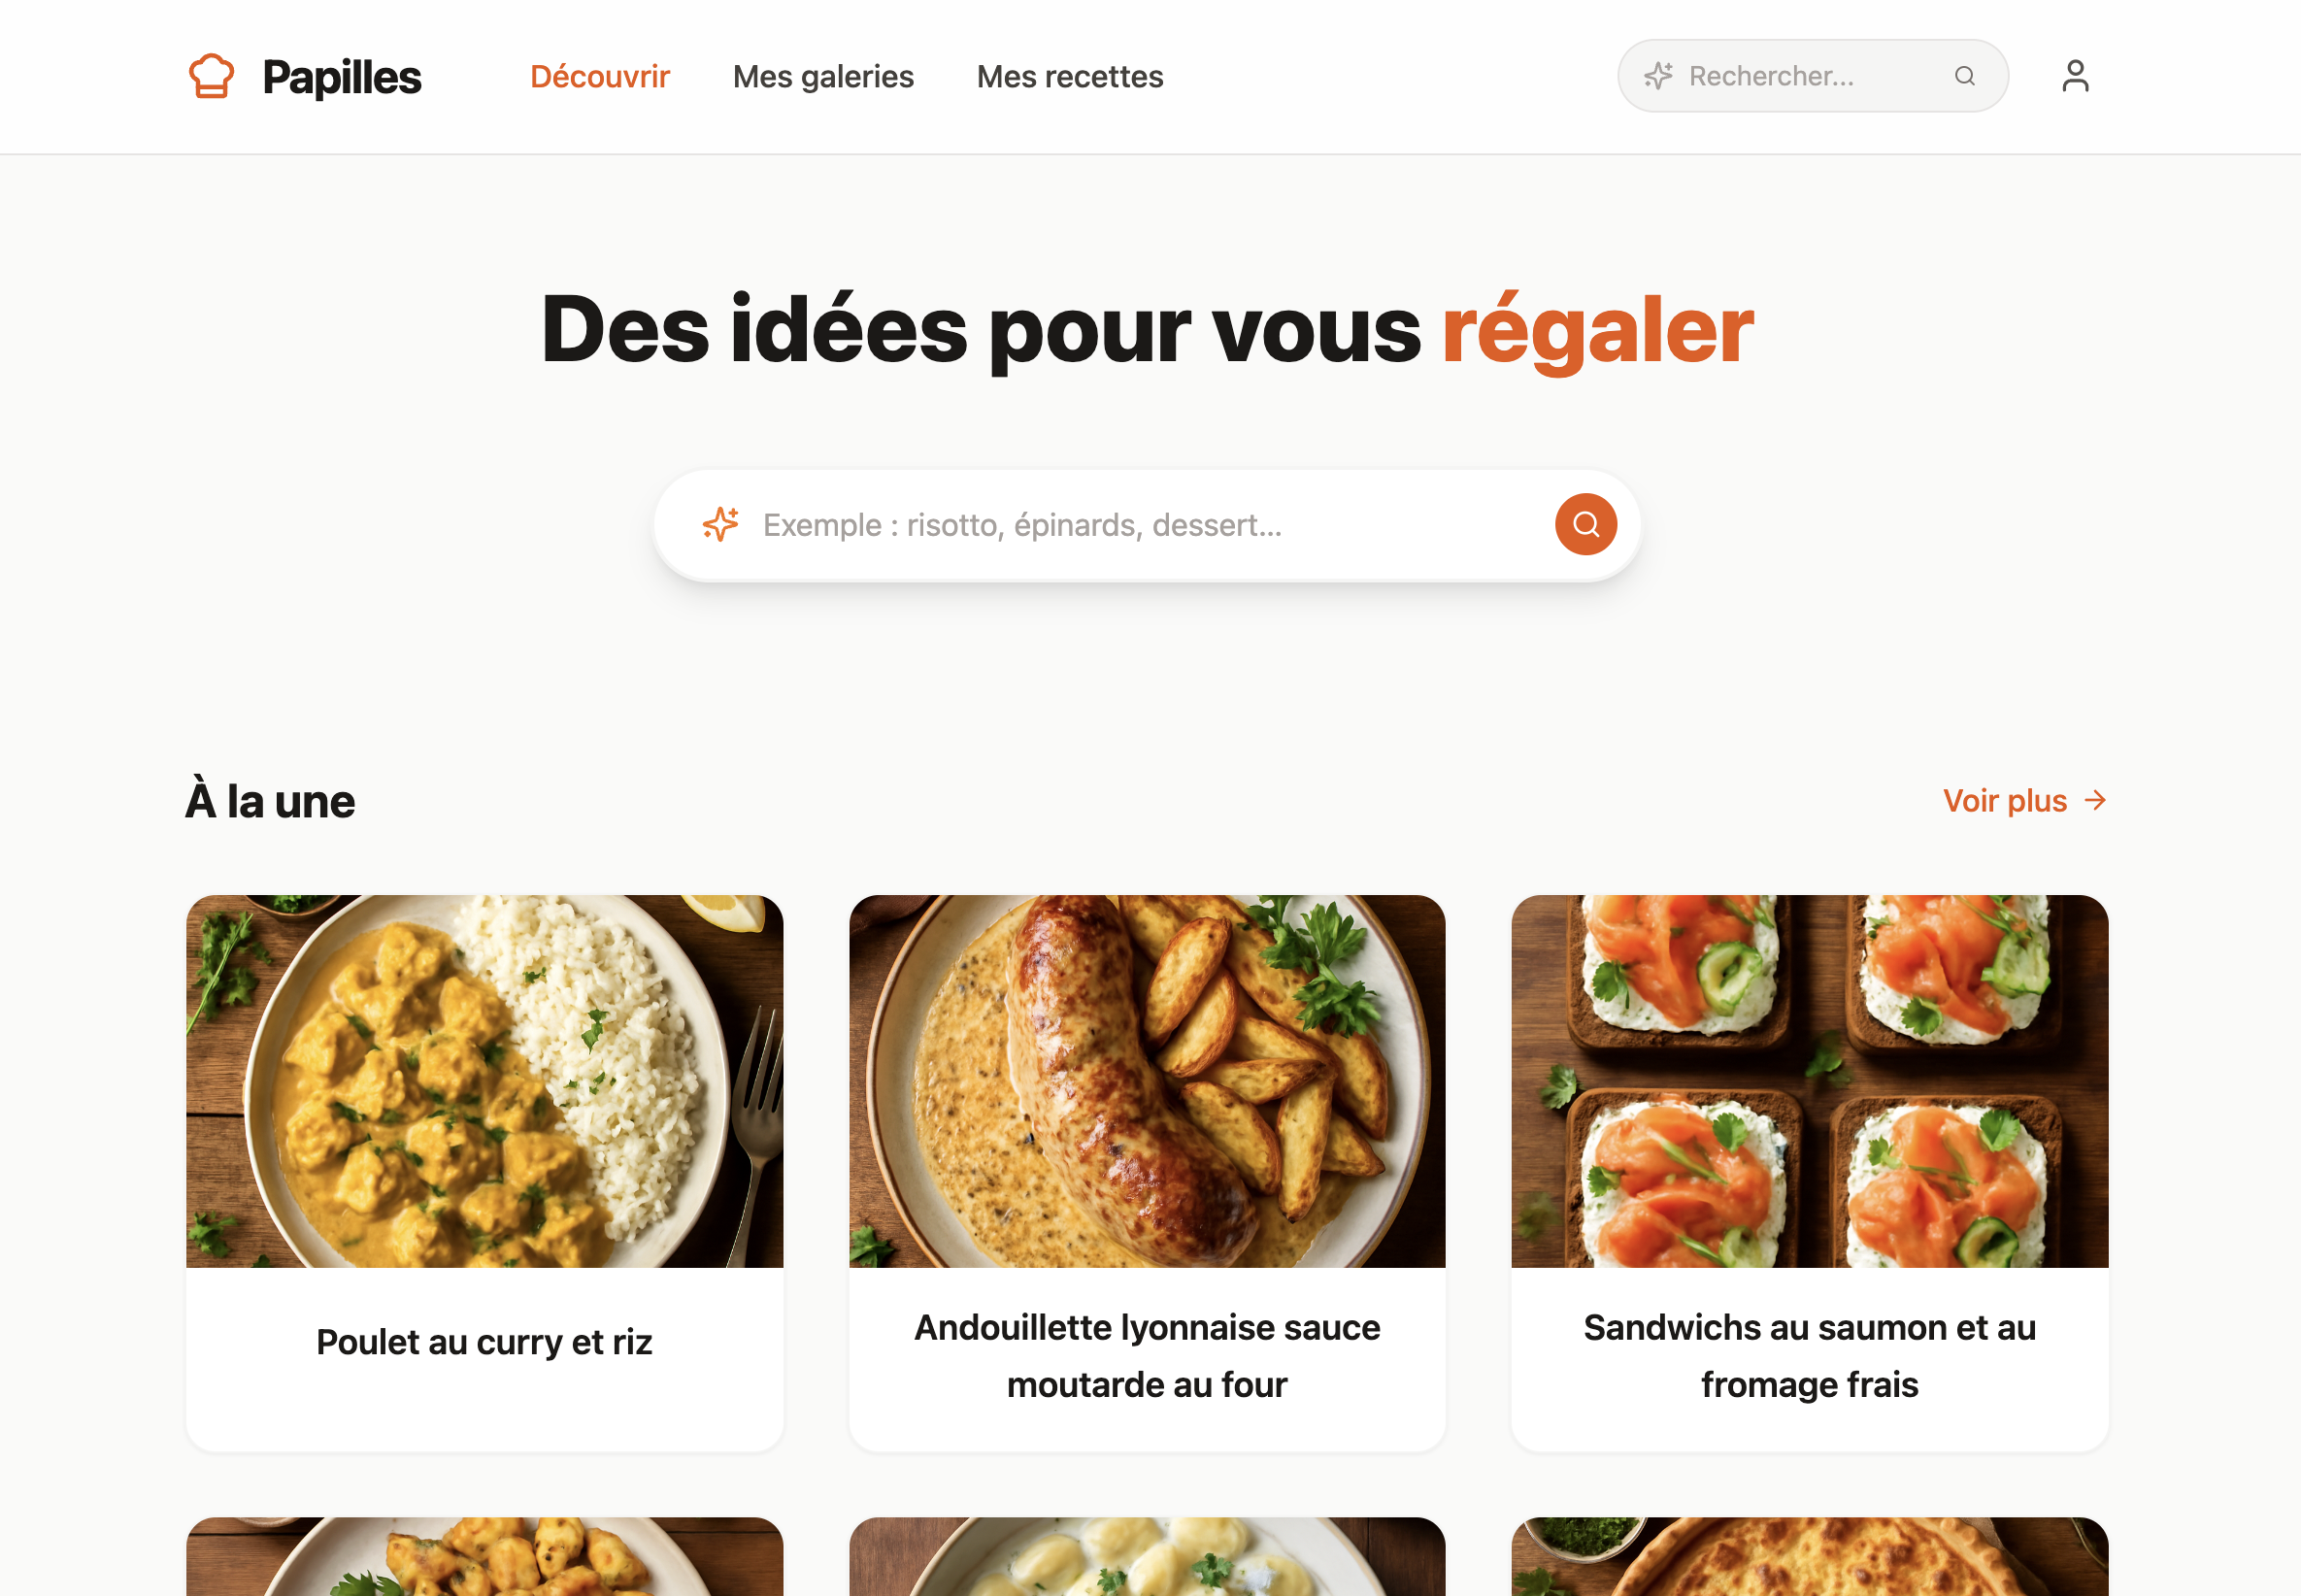 Papilles
Découvrir
Mes galeries
Mes recettes
Rechercher...
Des idées pour vous régaler
Exemple : risotto, épinards, dessert...
À la une
Voir plus
Poulet au curry et riz
Andouillette lyonnaise sauce
moutarde au four
Sandwichs au saumon et au
fromage frais